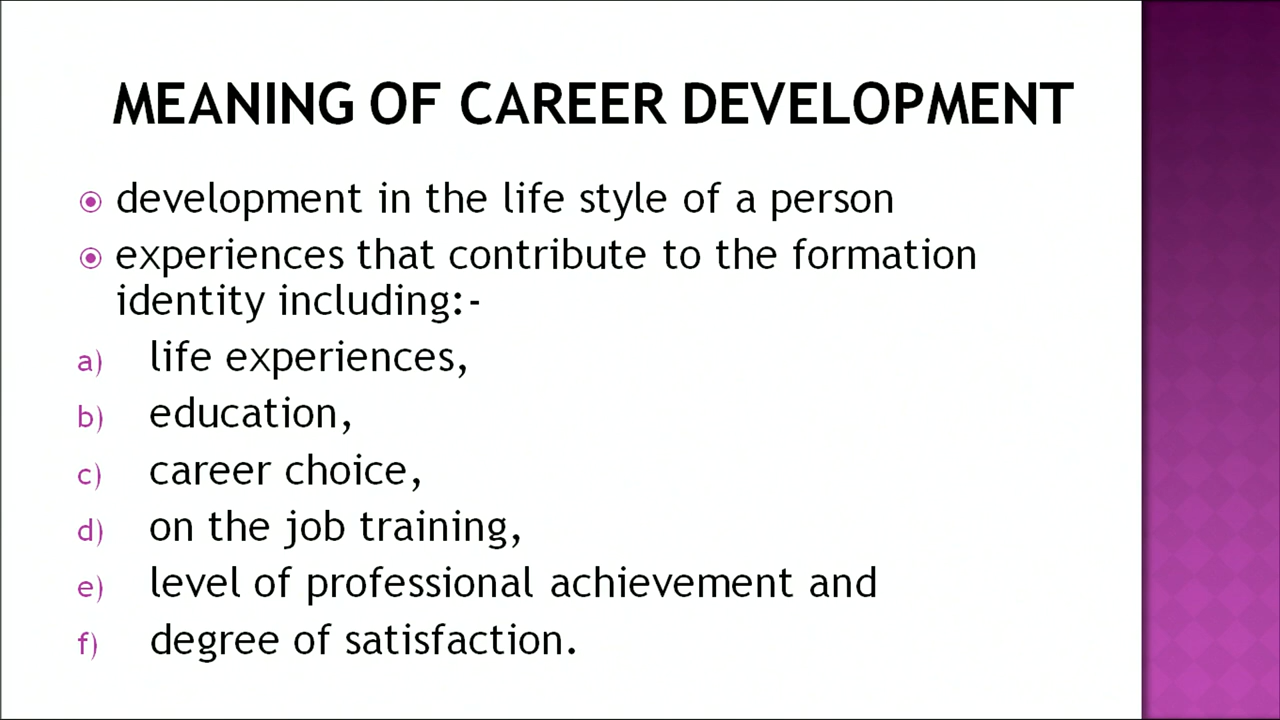 MEANING OF CAREER DEVELOPMENT
development in the life style of a person
experiences that contribute to the formation
identity including:-
a) life experiences,
b) education,
c) career choice,
d) on the job training,
e) level of professional achievement and
f) degree of satisfaction.